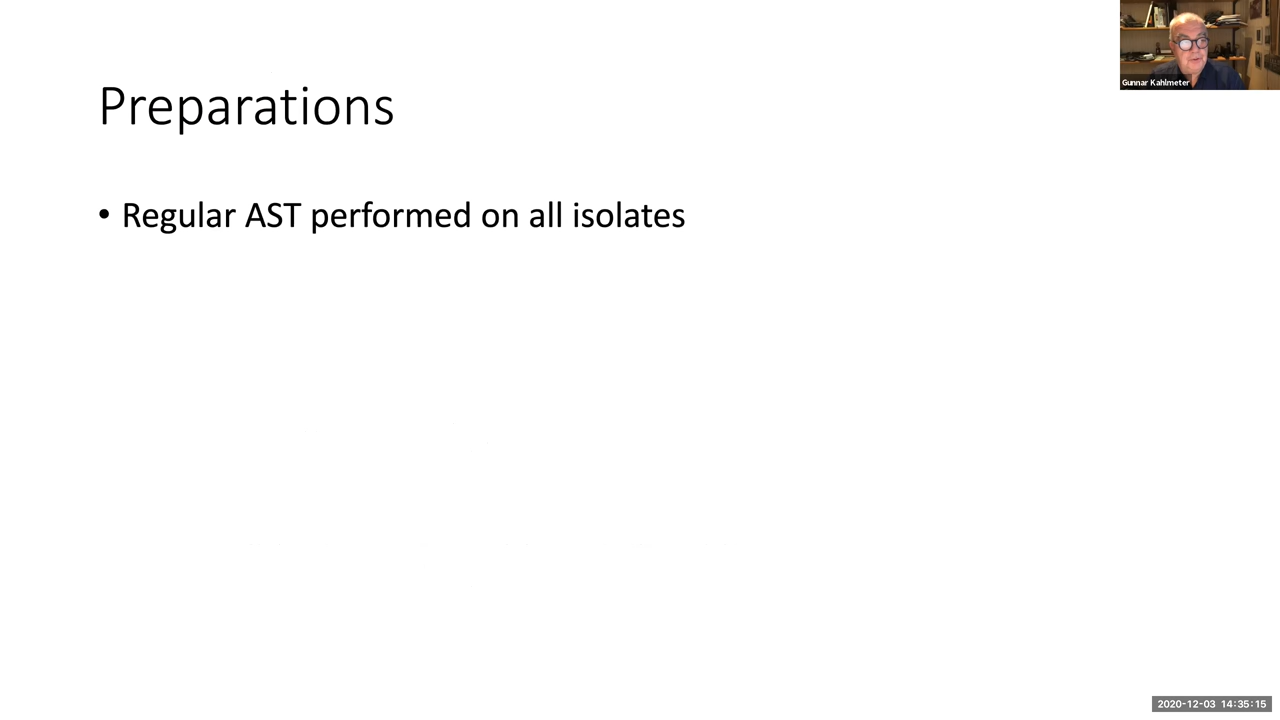 Gunnar Kahlmeter
Preparations
• Regular AST performed on all isolates
2020-12-03 14:35:15